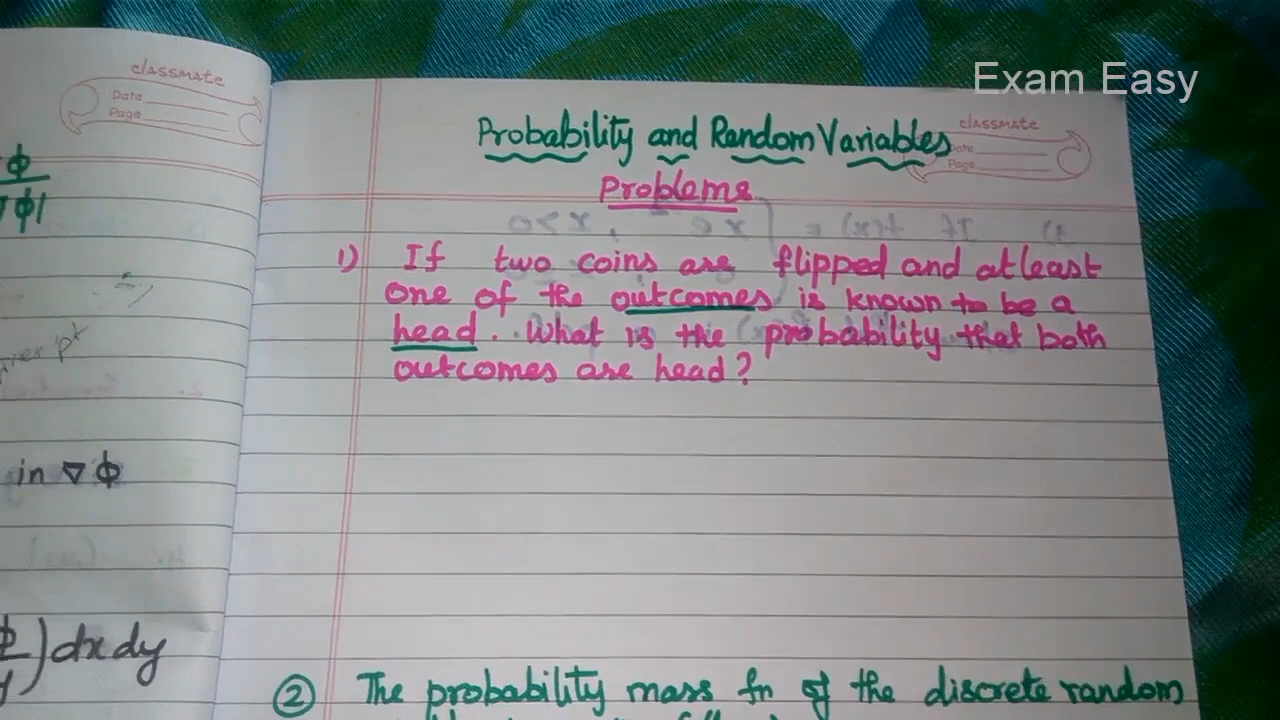 Exam Easy
classmate
Date
Page
ϕ
ϕ|
in ∇ϕ
)dxdy
classmate
Date
Page
Probability and Random Variables
Problems
1) If two coins are flipped and atleast
one of the outcomes is known to be a
head. What is the probability that both
outcomes are head?
② The probability mass fn of the discrete random